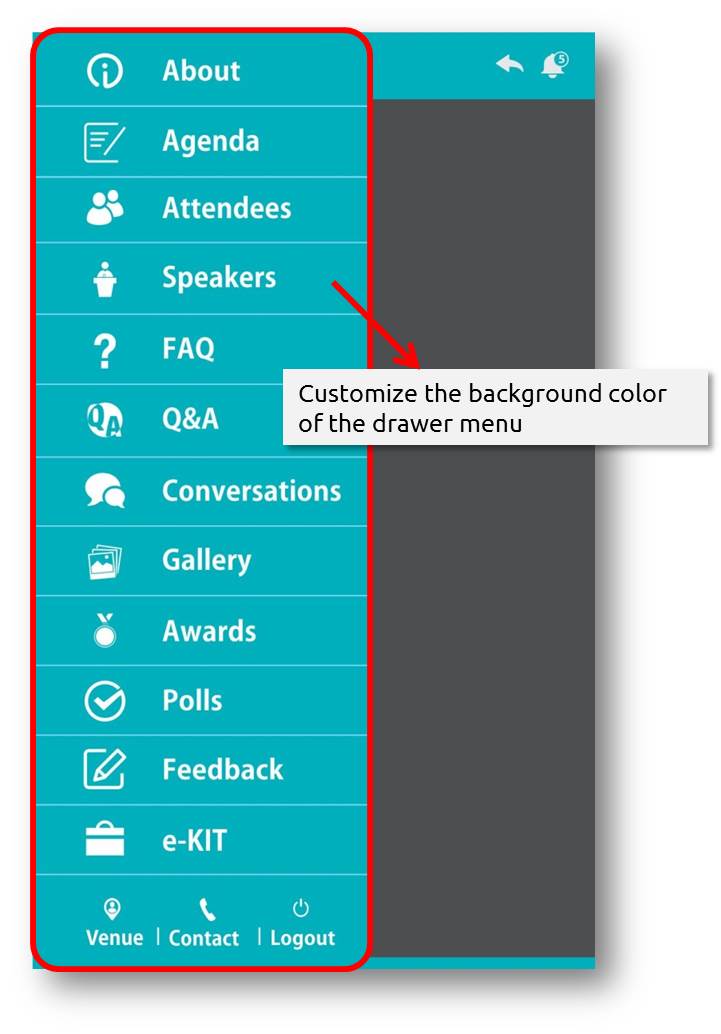 5
About
Agenda
Attendees
Speakers
? FAQ
Customize the background color
of the drawer menu
QA Q&A
Conversations
Gallery
Awards
Polls
Feedback
e-KIT
Venue | Contact | Logout